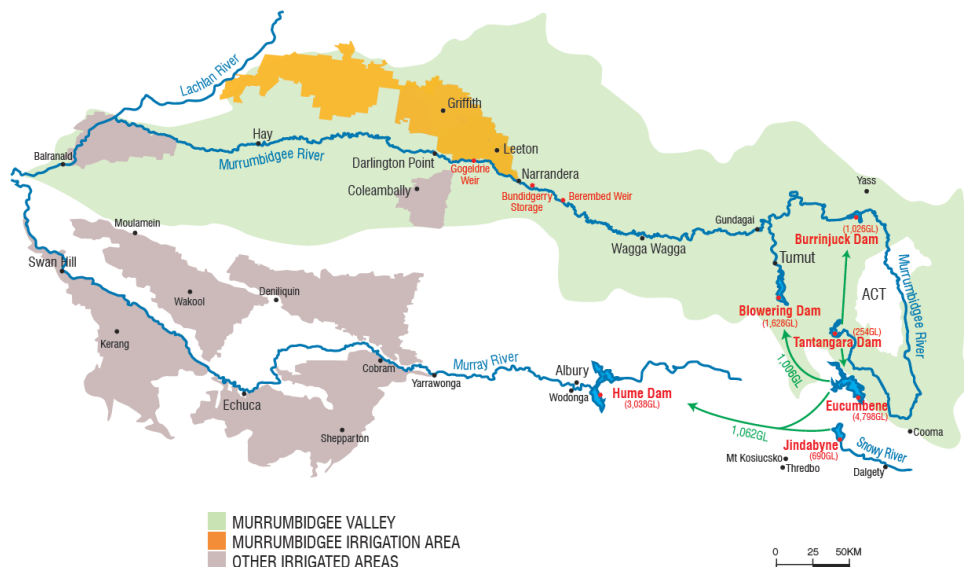 Lachlan River
Griffith
Hay
Murrumbidgee River
Balranald
Darlington Point
Leeton
Gogeldrie
Weir
Narrandera
Coleambally
Bundidgerry
Storage
Berembed Weir
Yass
Moulamein
Gundagai
(1,026GL)
Burrinjuck Dam
Wagga Wagga
Tumut
Murrumbidgee River
Swan Hill
Deniliquin
Wakool
ACT
Blowering Dam
(1,628GL)
(254GL)
Tantangara Dam
Kerang
Murray River
Cobram
Yarrawonga
Albury
Wodonga
Hume Dam
(3,038GL)
1,006GL
Eucumbene
(4,798GL)
Echuca
Shepparton
1,062GL
Cooma
Jindabyne
(690GL)
Snowy River
Mt Kosiucsko
Thredbo
Dalgety
MURRUMBIDGEE VALLEY
MURRUMBIDGEE IRRIGATION AREA
OTHER IRRIGATED AREAS
0 25 50KM